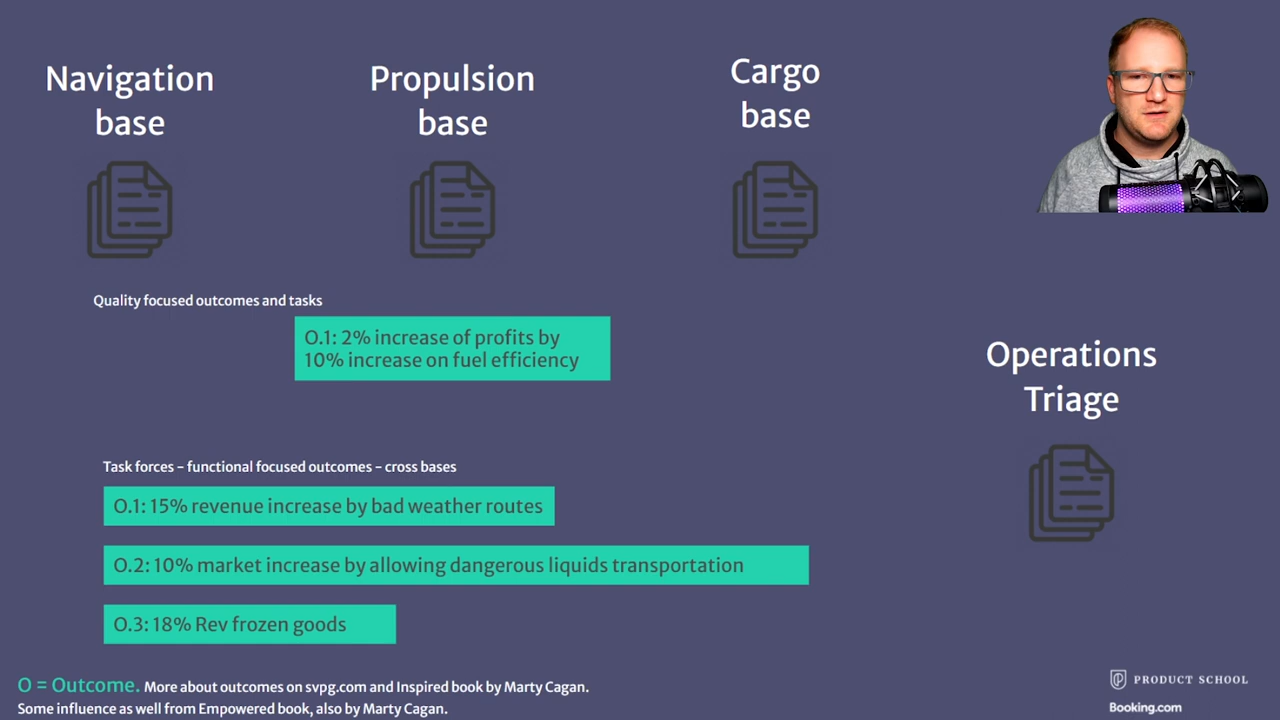 Navigation
base
Propulsion
base
Cargo
base
Quality focused outcomes and tasks
O.1: 2% increase of profits by
10% increase on fuel efficiency
Operations
Triage
Task forces - functional focused outcomes - cross bases
O.1: 15% revenue increase by bad weather routes
O.2: 10% market increase by allowing dangerous liquids transportation
O.3: 18% Rev frozen goods
O = Outcome. More about outcomes on svpg.com and Inspired book by Marty Cagan.
Some influence as well from Empowered book, also by Marty Cagan.
PRODUCT SCHOOL
Booking.com